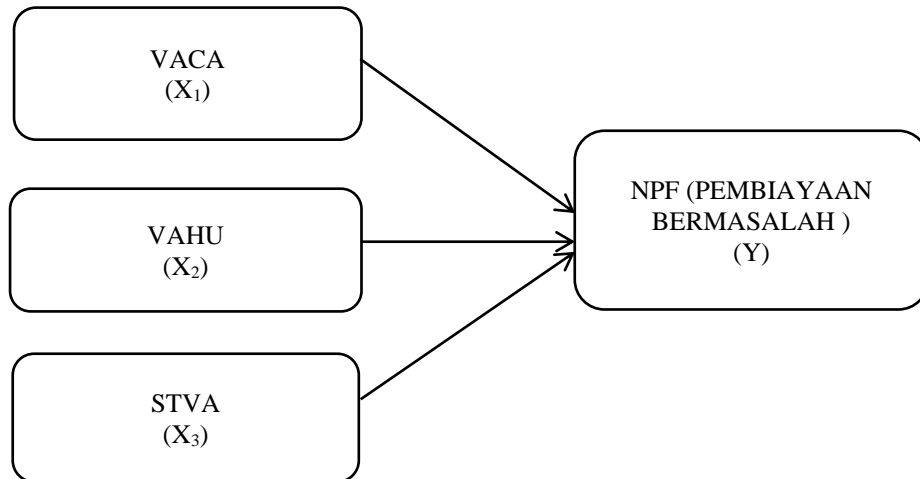 VACA
(X₁)
VAHU
(X₂)
STVA
(X₃)
NPF (PEMBIAYAAN
BERMASALAH )
(Y)